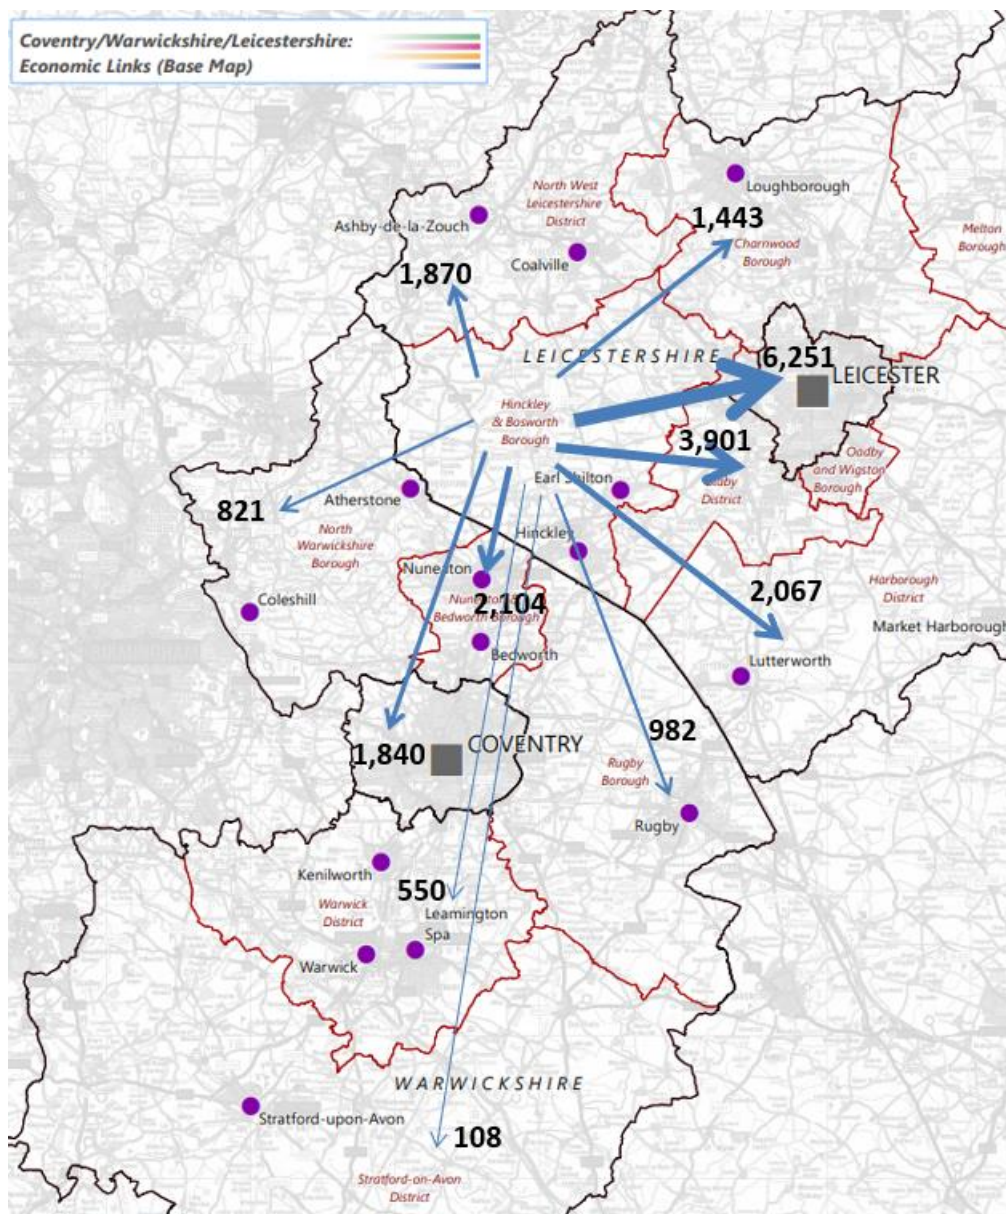 Coventry/Warwickshire/Leicestershire:
Economic Links (Base Map)
Loughborough
North West
Leicestershire
District
Ashby-de-la-Zouch
1,443
Melton
Borough
Charnwood
Borough
Coalville
1,870
LEICESTERSHIRE
6,251
LEICESTER
Hinckley
& Bosworth
Borough
3,901
Oadby
and Wigston
Borough
Earl Shilton
District
Atherstone
821
North
Warwickshire
Borough
Hinckley
Nuneaton
Harborough
District
2,067
Coleshill
2,104
Bedworth Borough
Market Harborough
Bedworth
Lutterworth
982
COVENTRY
1,840
Rugby
Borough
Rugby
Kenilworth
550
Warwick
District
Leamington
Spa
Warwick
WARWICKSHIRE
Stratford-upon-Avon
108
Stratford-on-Avon
District